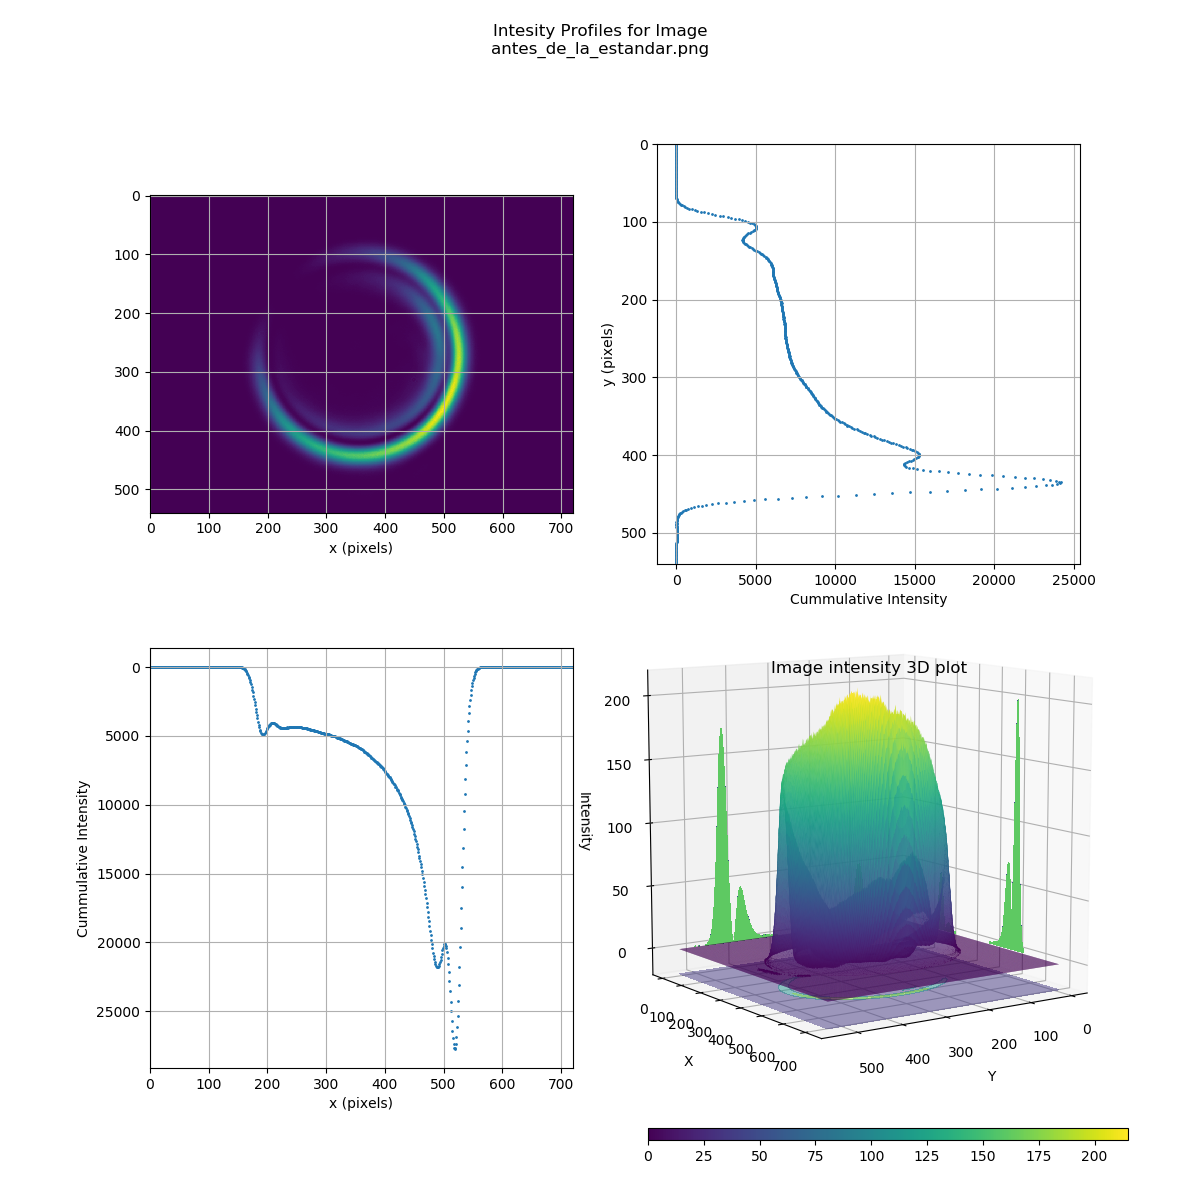 Intesity Profiles for Image
antes_de_la_estandar.png
0
100
200
300
400
500
0 100 200 300 400 500 600 700
x (pixels)
0
100
200
300
400
500
y (pixels)
0 5000 10000 15000 20000 25000
Cummulative Intensity
0
5000
10000
15000
20000
25000
Cummulative Intensity
0 100 200 300 400 500 600 700
x (pixels)
Image intensity 3D plot
200
150
100
50
0
Intensity
0 100 200 300 400 500 600 700
X
500 400 300 200 100 0
Y
0 25 50 75 100 125 150 175 200